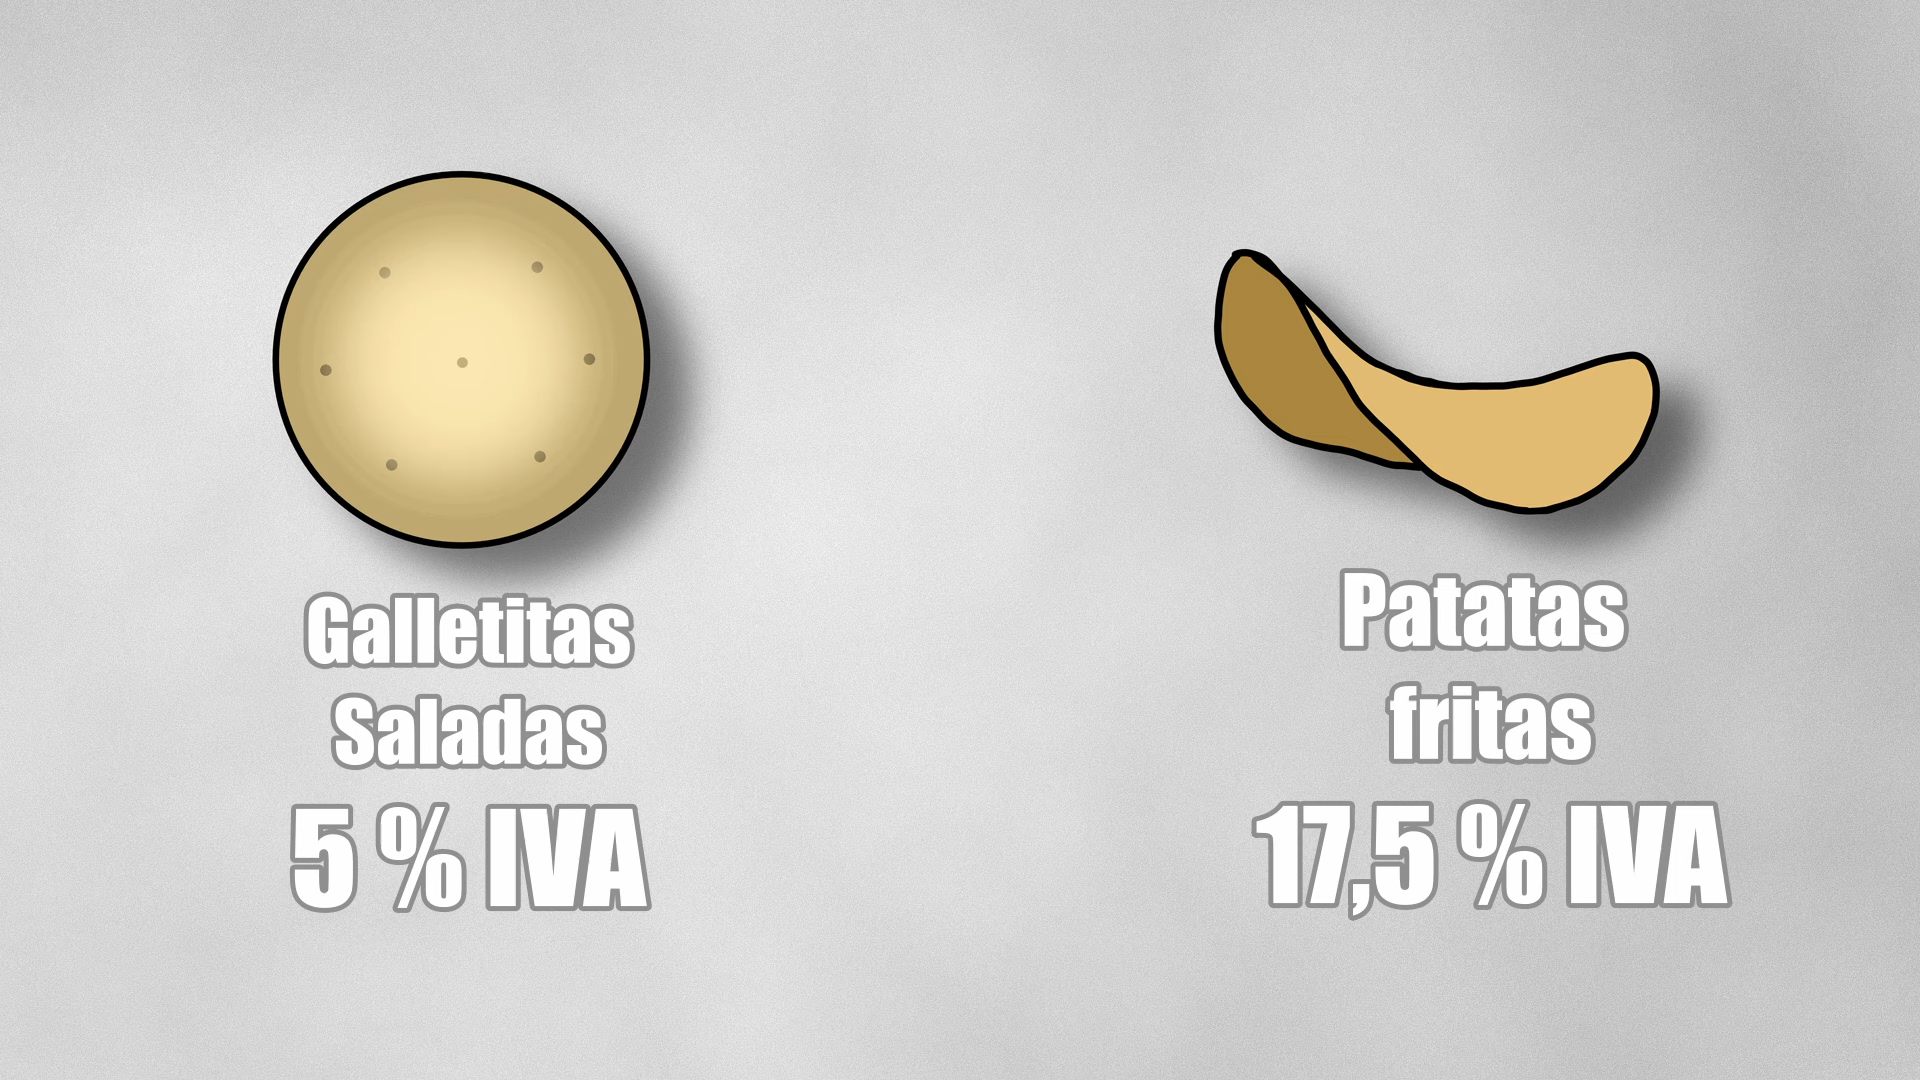 Galletitas
Saladas
5 % IVA
Patatas
fritas
17,5 % IVA